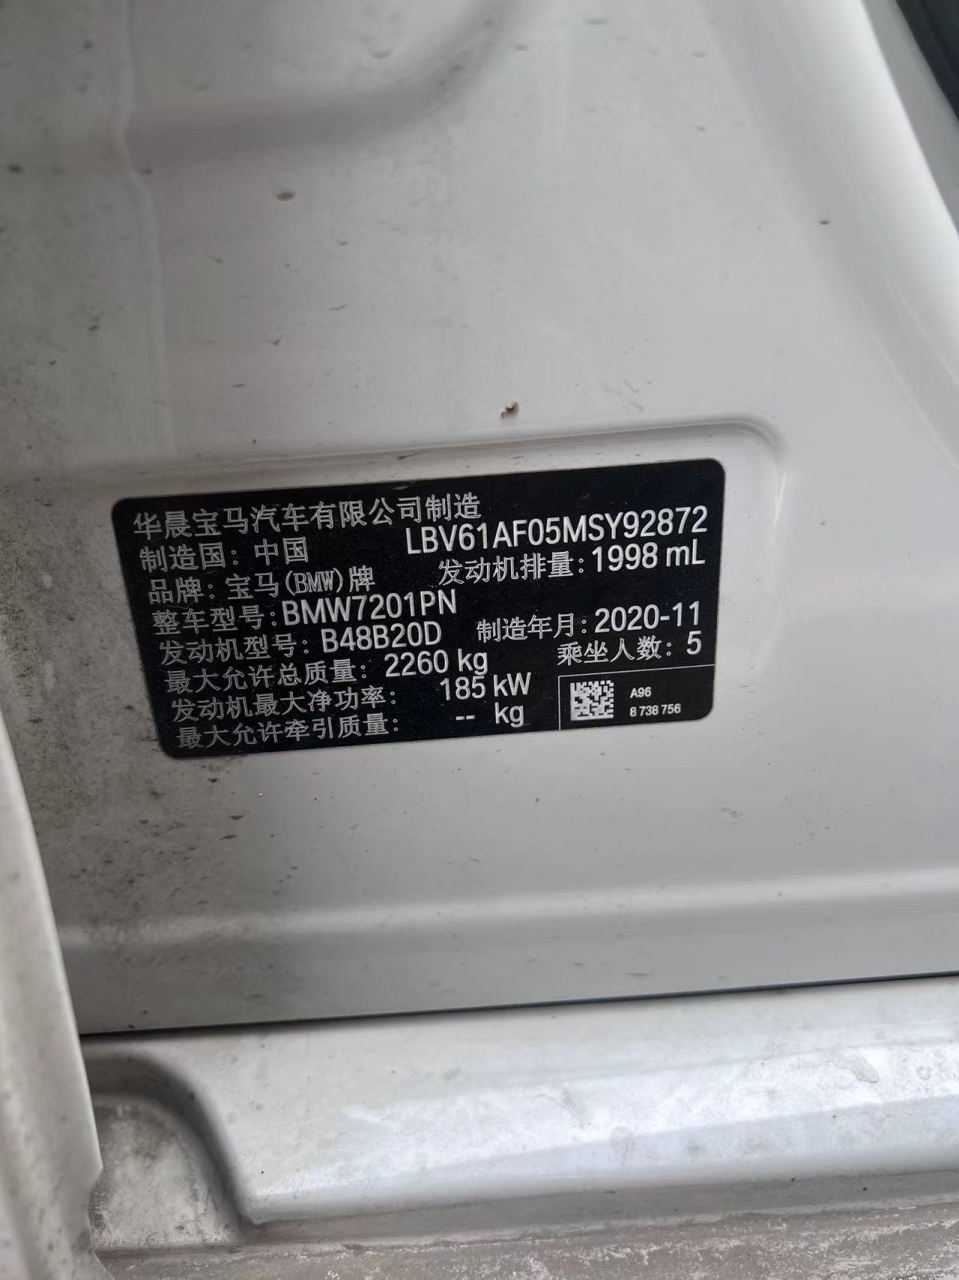 华晨宝马汽车有限公司制造
制造国：中国 LBV61AF05MSY92872
品牌：宝马(BMW)牌 发动机排量：1998 mL
整车型号：BMW7201PN
发动机型号：B48B20D 制造年月：2020-11
最大允许总质量：2260 kg 乘坐人数：5
发动机最大净功率：185 kW
最大允许牵引质量：-- kg
A96
8 738 756